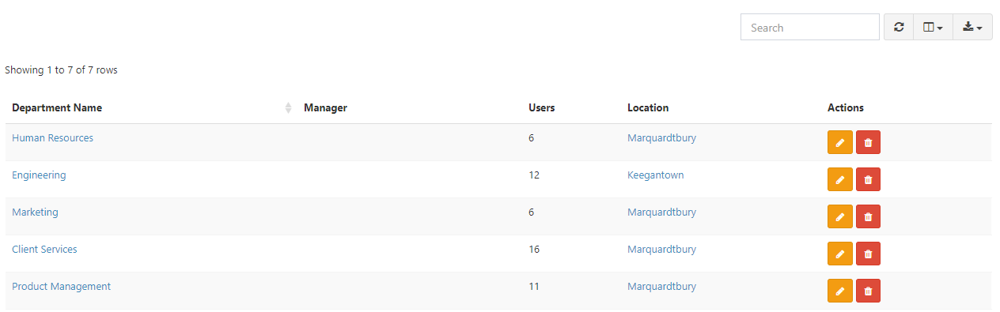 Search
Showing 1 to 7 of 7 rows
Department Name Manager Users Location Actions
Human Resources 6 Marquardtbury
Engineering 12 Keegantown
Marketing 6 Marquardtbury
Client Services 16 Marquardtbury
Product Management 11 Marquardtbury